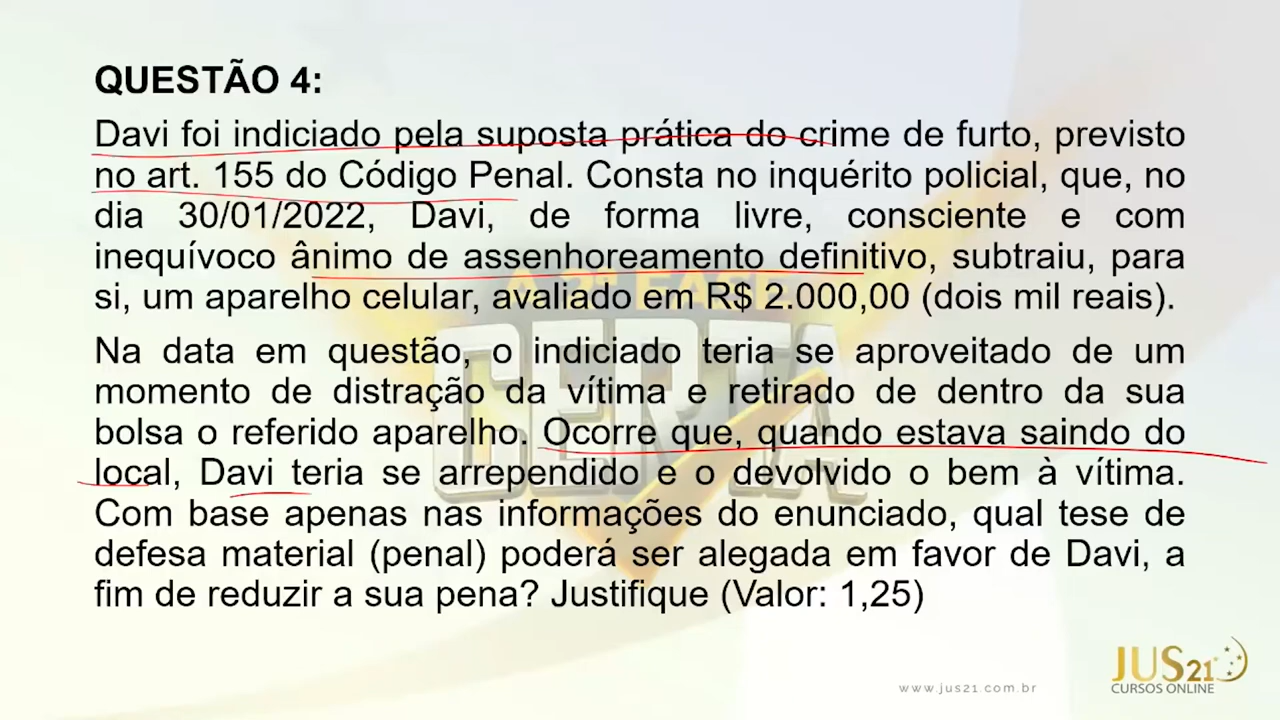 QUESTÃO 4:
Davi foi indiciado pela suposta prática do crime de furto, previsto
no art. 155 do Código Penal. Consta no inquérito policial, que, no
dia 30/01/2022, Davi, de forma livre, consciente e com
inequívoco ânimo de assenhoreamento definitivo, subtraiu, para
si, um aparelho celular, avaliado em R$ 2.000,00 (dois mil reais).
Na data em questão, o indiciado teria se aproveitado de um
momento de distração da vítima e retirado de dentro da sua
bolsa o referido aparelho. Ocorre que, quando estava saindo do
local, Davi teria se arrependido e o devolvido o bem à vítima.
Com base apenas nas informações do enunciado, qual tese de
defesa material (penal) poderá ser alegada em favor de Davi, a
fim de reduzir a sua pena? Justifique (Valor: 1,25)
CERTA
www.jus21.com.br
JUS21
CURSOS ONLINE